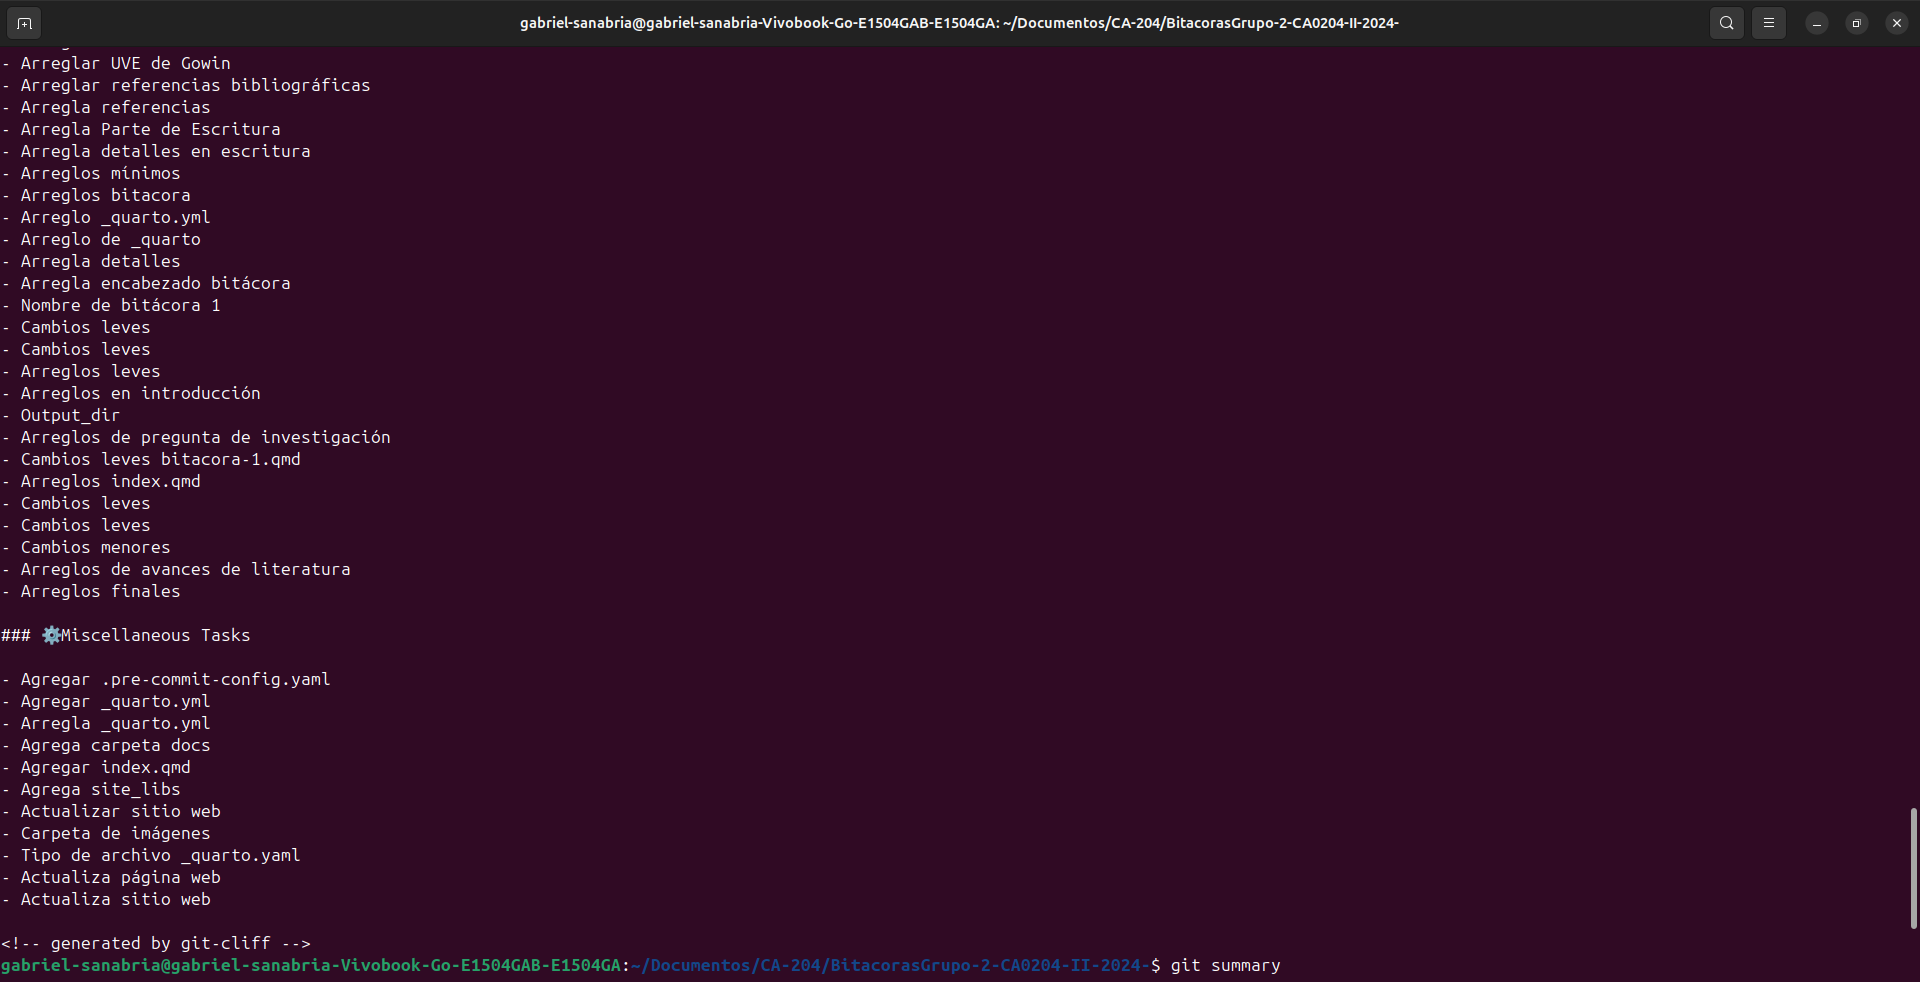 gabriel-sanabria@gabriel-sanabria-Vivobook-Go-E1504GAB-E1504GA: ~/Documentos/CA-204/BitacorasGrupo-2-CA0204-II-2024-
- Arreglar UVE de Gowin
- Arreglar referencias bibliográficas
- Arregla referencias
- Arregla Parte de Escritura
- Arregla detalles en escritura
- Arreglos mínimos
- Arreglos bitacora
- Arreglo _quarto.yml
- Arreglo de _quarto
- Arregla detalles
- Arregla encabezado bitácora
- Nombre de bitácora 1
- Cambios leves
- Cambios leves
- Arreglos leves
- Arreglos en introducción
- Output_dir
- Arreglos de pregunta de investigación
- Cambios leves bitacora-1.qmd
- Arreglos index.qmd
- Cambios leves
- Cambios leves
- Cambios menores
- Arreglos de avances de literatura
- Arreglos finales
### ⚙️Miscellaneous Tasks
- Agregar .pre-commit-config.yaml
- Agregar _quarto.yml
- Arregla _quarto.yml
- Agrega carpeta docs
- Agregar index.qmd
- Agrega site_libs
- Actualizar sitio web
- Carpeta de imágenes
- Tipo de archivo _quarto.yaml
- Actualiza página web
- Actualiza sitio web
<!-- generated by git-cliff -->
gabriel-sanabria@gabriel-sanabria-Vivobook-Go-E1504GAB-E1504GA:~/Documentos/CA-204/BitacorasGrupo-2-CA0204-II-2024-$ git summary